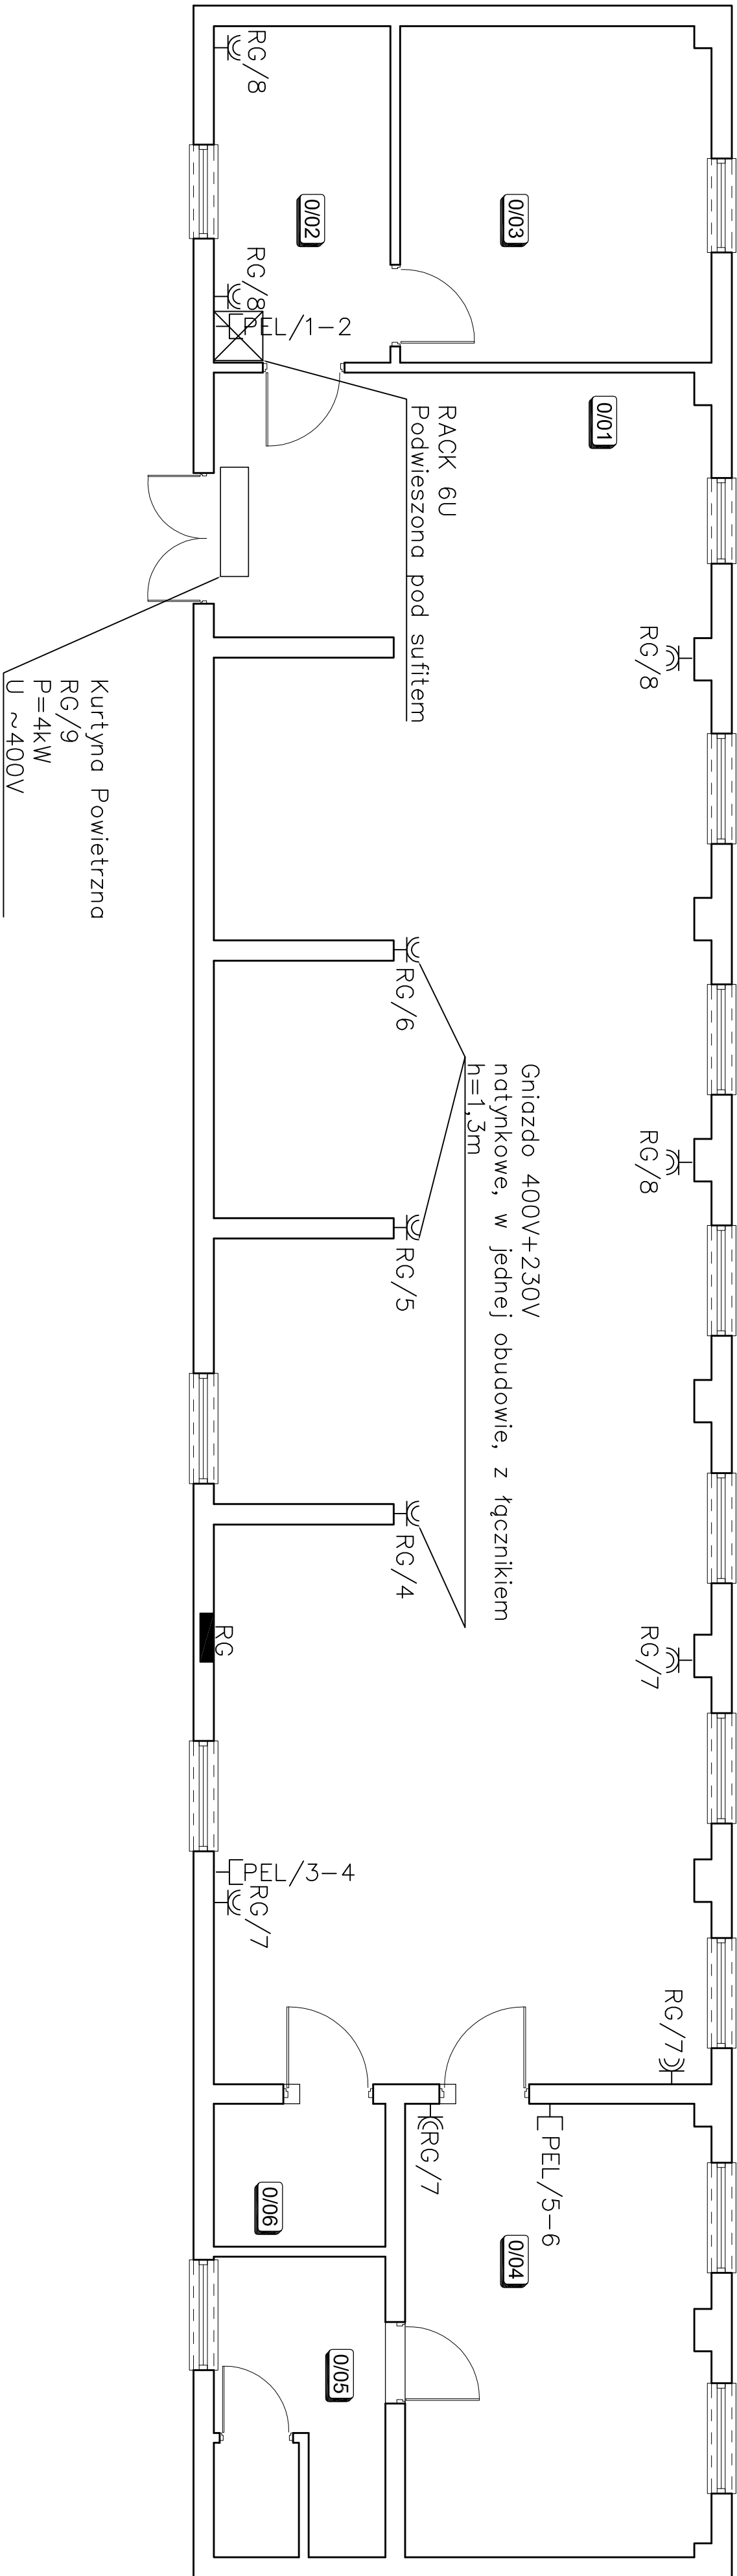 RG/8
0/02
0/03
RG/8
PEL/1-2
0/01
RACK 6U
Podwieszona pod sufitem
RG/8
Kurtyna Powietrzna
RG/9
P=4kW
U ~400V
RG/6
Gniazdo 400V+230V
natynkowe, w jednej obudowie, z łącznikiem
h=1,3m
RG/8
RG/5
RG/4
RG
RG/7
PEL/3-4
RG/7
RG/7
RG/7
PEL/5-6
0/06
0/04
0/05